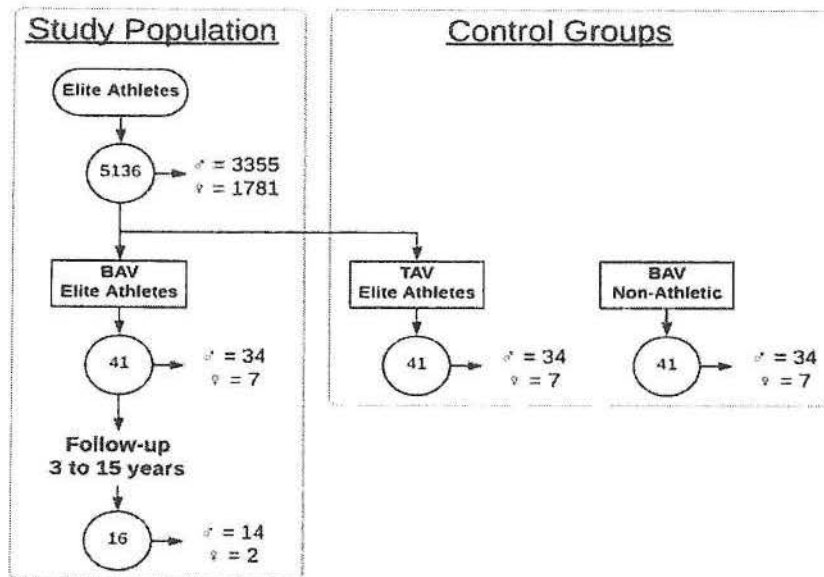 Study Population
Elite Athletes
5136
♂ = 3355
♀ = 1781
BAV
Elite Athletes
41
♂ = 34
♀ = 7
Follow-up
3 to 15 years
16
♂ = 14
♀ = 2
Control Groups
TAV
Elite Athletes
41
♂ = 34
♀ = 7
BAV
Non-Athletic
41
♂ = 34
♀ = 7